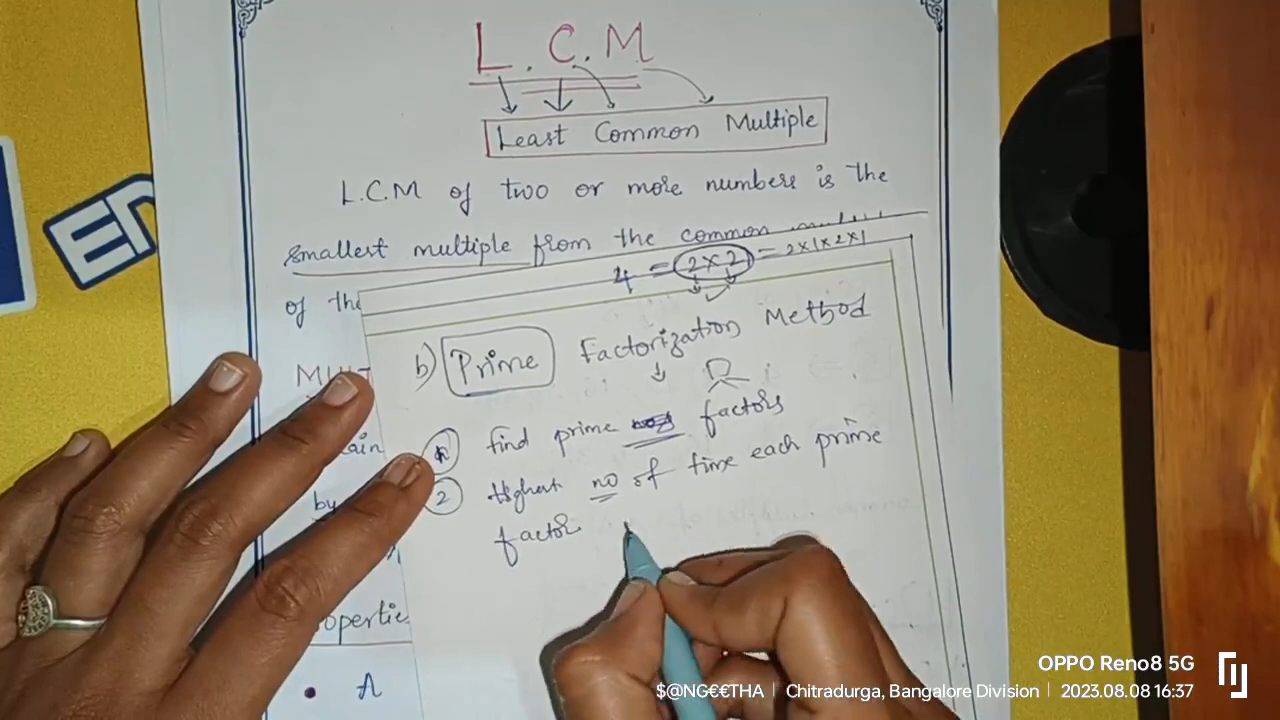 L.C.M
Least Common Multiple
L.C.M of two or more numbers is the
smallest multiple from the common
of the
4 = 2×2 = 2×1×2×1
b) Prime Factorization Method
find prime factors
2 Highest no of time each prime
factor
by
A
EN
OPPO Reno8 5G
$@NG€€THA | Chitradurga, Bangalore Division | 2023.08.08 16:37